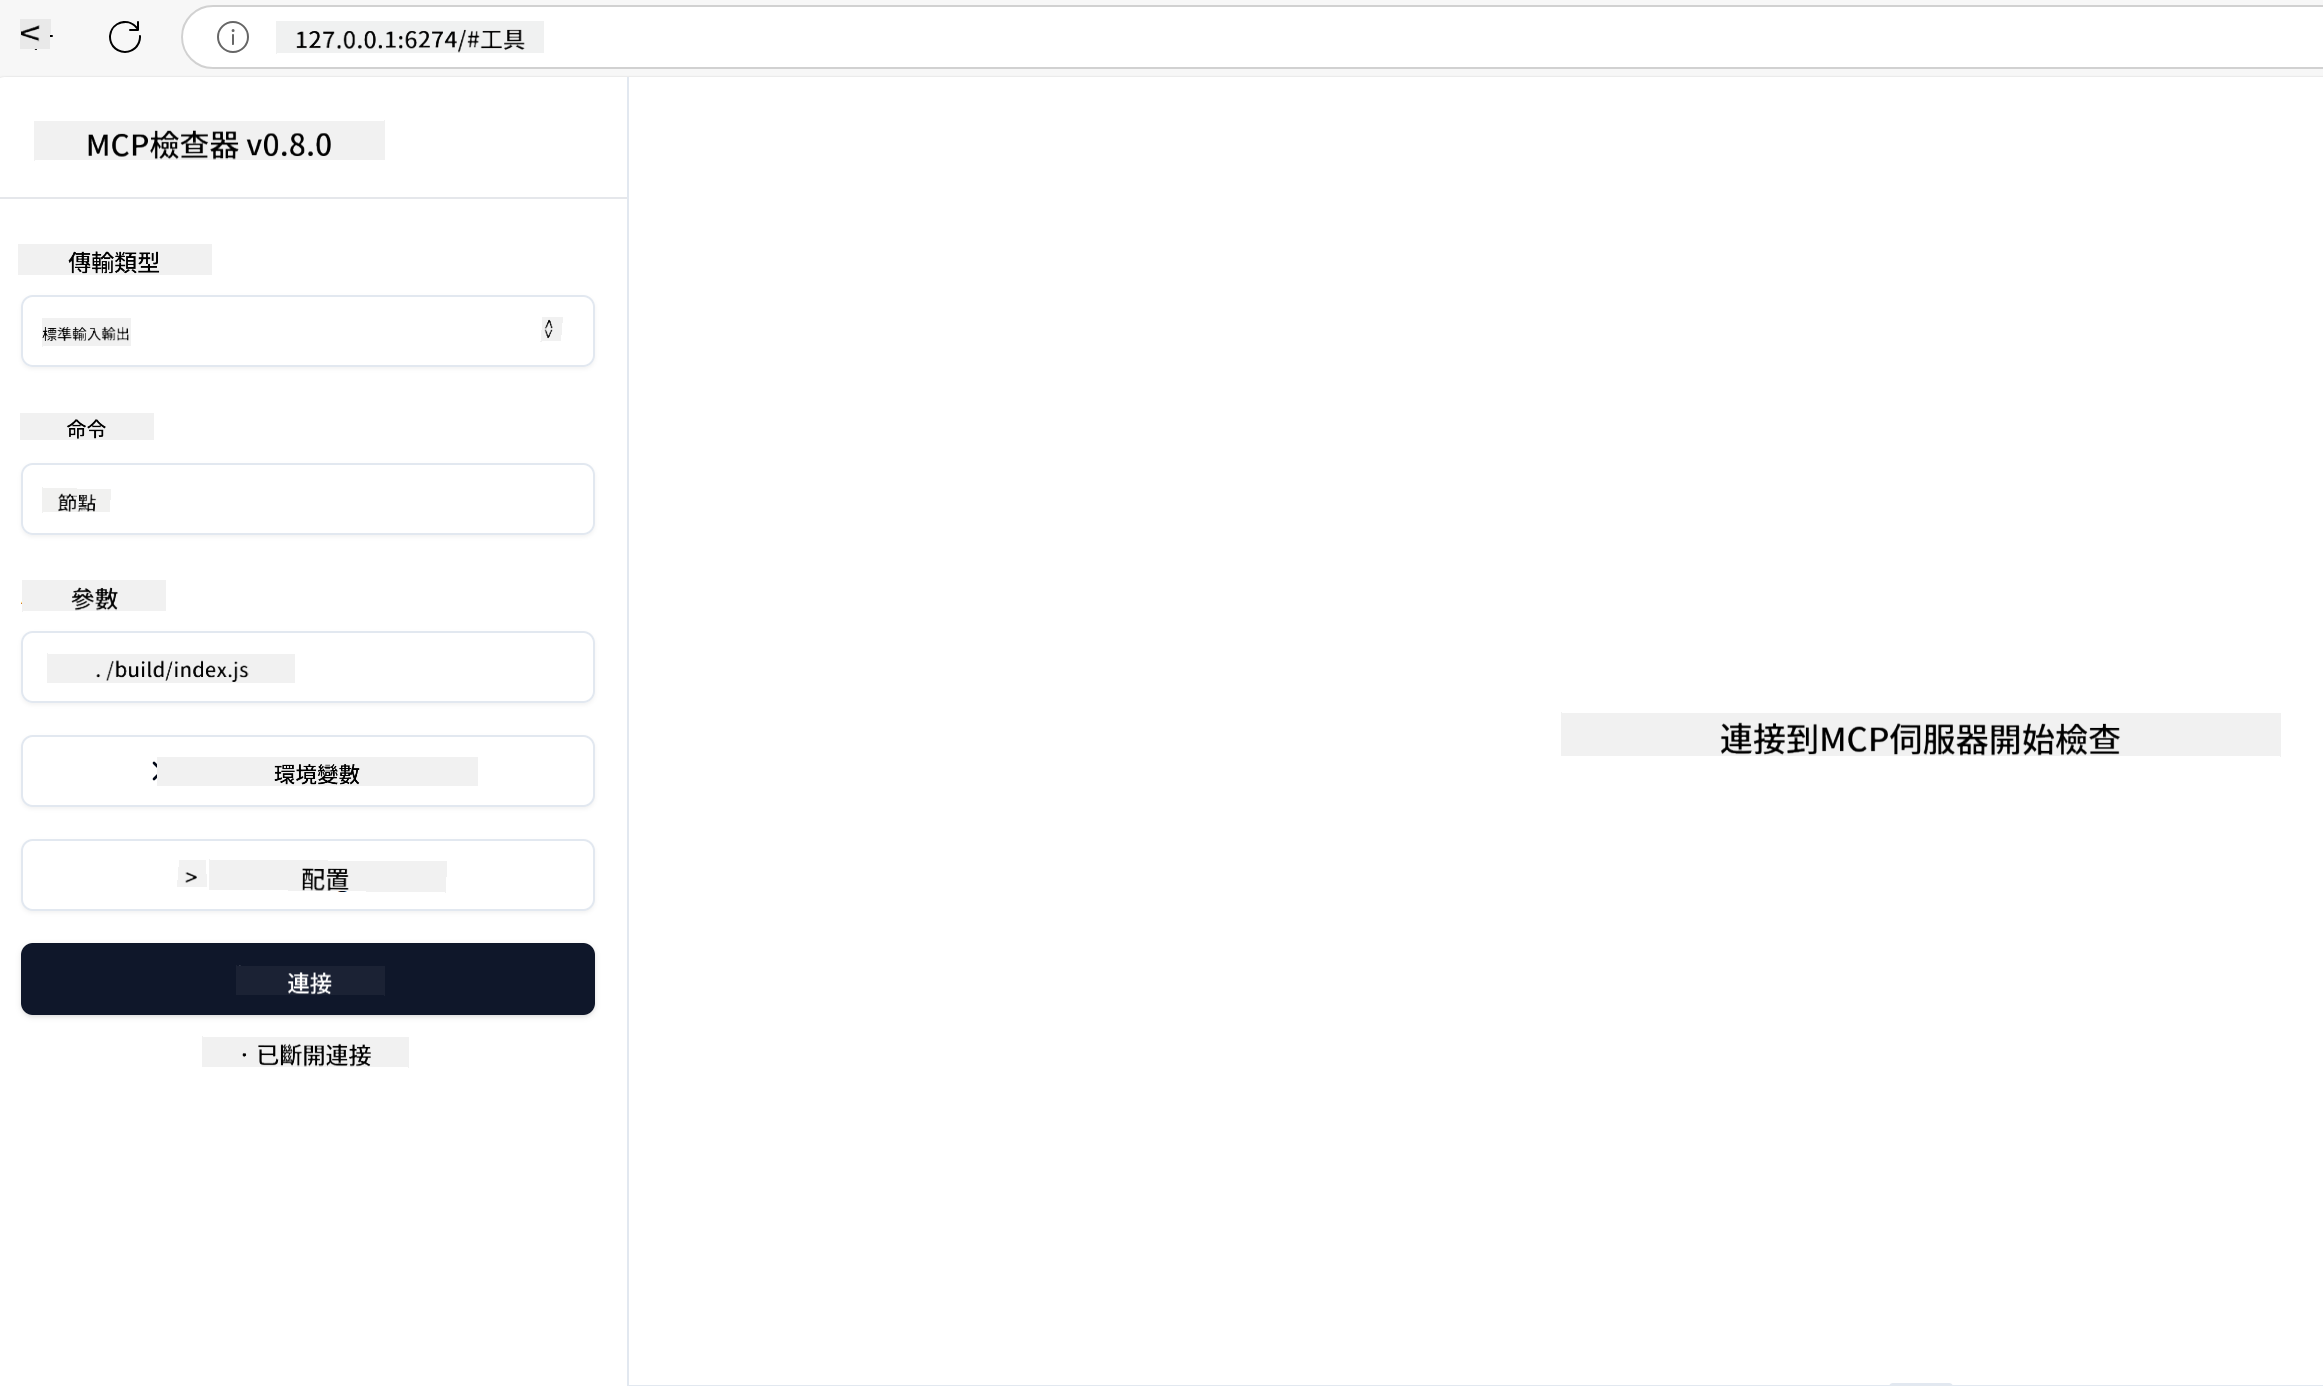 127.0.0.1:6274/#工具
MCP檢查器 v0.8.0
傳輸類型
標準輸入輸出
命令
節點
參數
. /build/index.js
環境變數
> 配置
連接
· 已斷開連接
連接到MCP伺服器開始檢查